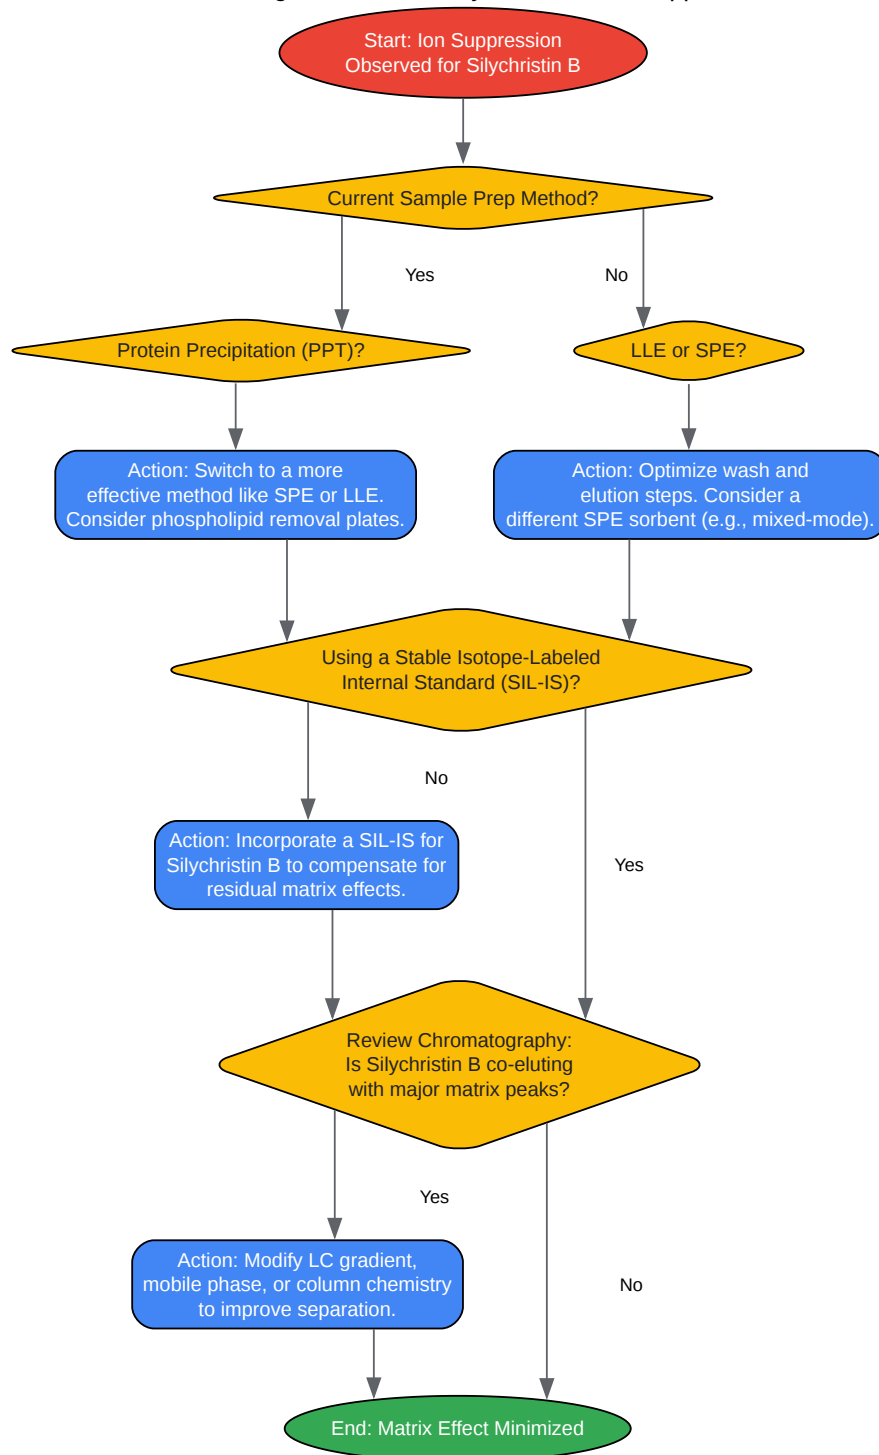 Start: Ion Suppression
Observed for Silychristin B
Current Sample Prep Method?
Yes
No
Protein Precipitation (PPT)?
LLE or SPE?
Action: Switch to a more
effective method like SPE or LLE.
Consider phospholipid removal plates.
Action: Optimize wash and
elution steps. Consider a
different SPE sorbent (e.g., mixed-mode).
Using a Stable Isotope-Labeled
Internal Standard (SIL-IS)?
No
Action: Incorporate a SIL-IS for
Silychristin B to compensate for
residual matrix effects.
Yes
Review Chromatography:
Is Silychristin B co-eluting
with major matrix peaks?
Yes
Action: Modify LC gradient,
mobile phase, or column chemistry
to improve separation.
No
End: Matrix Effect Minimized